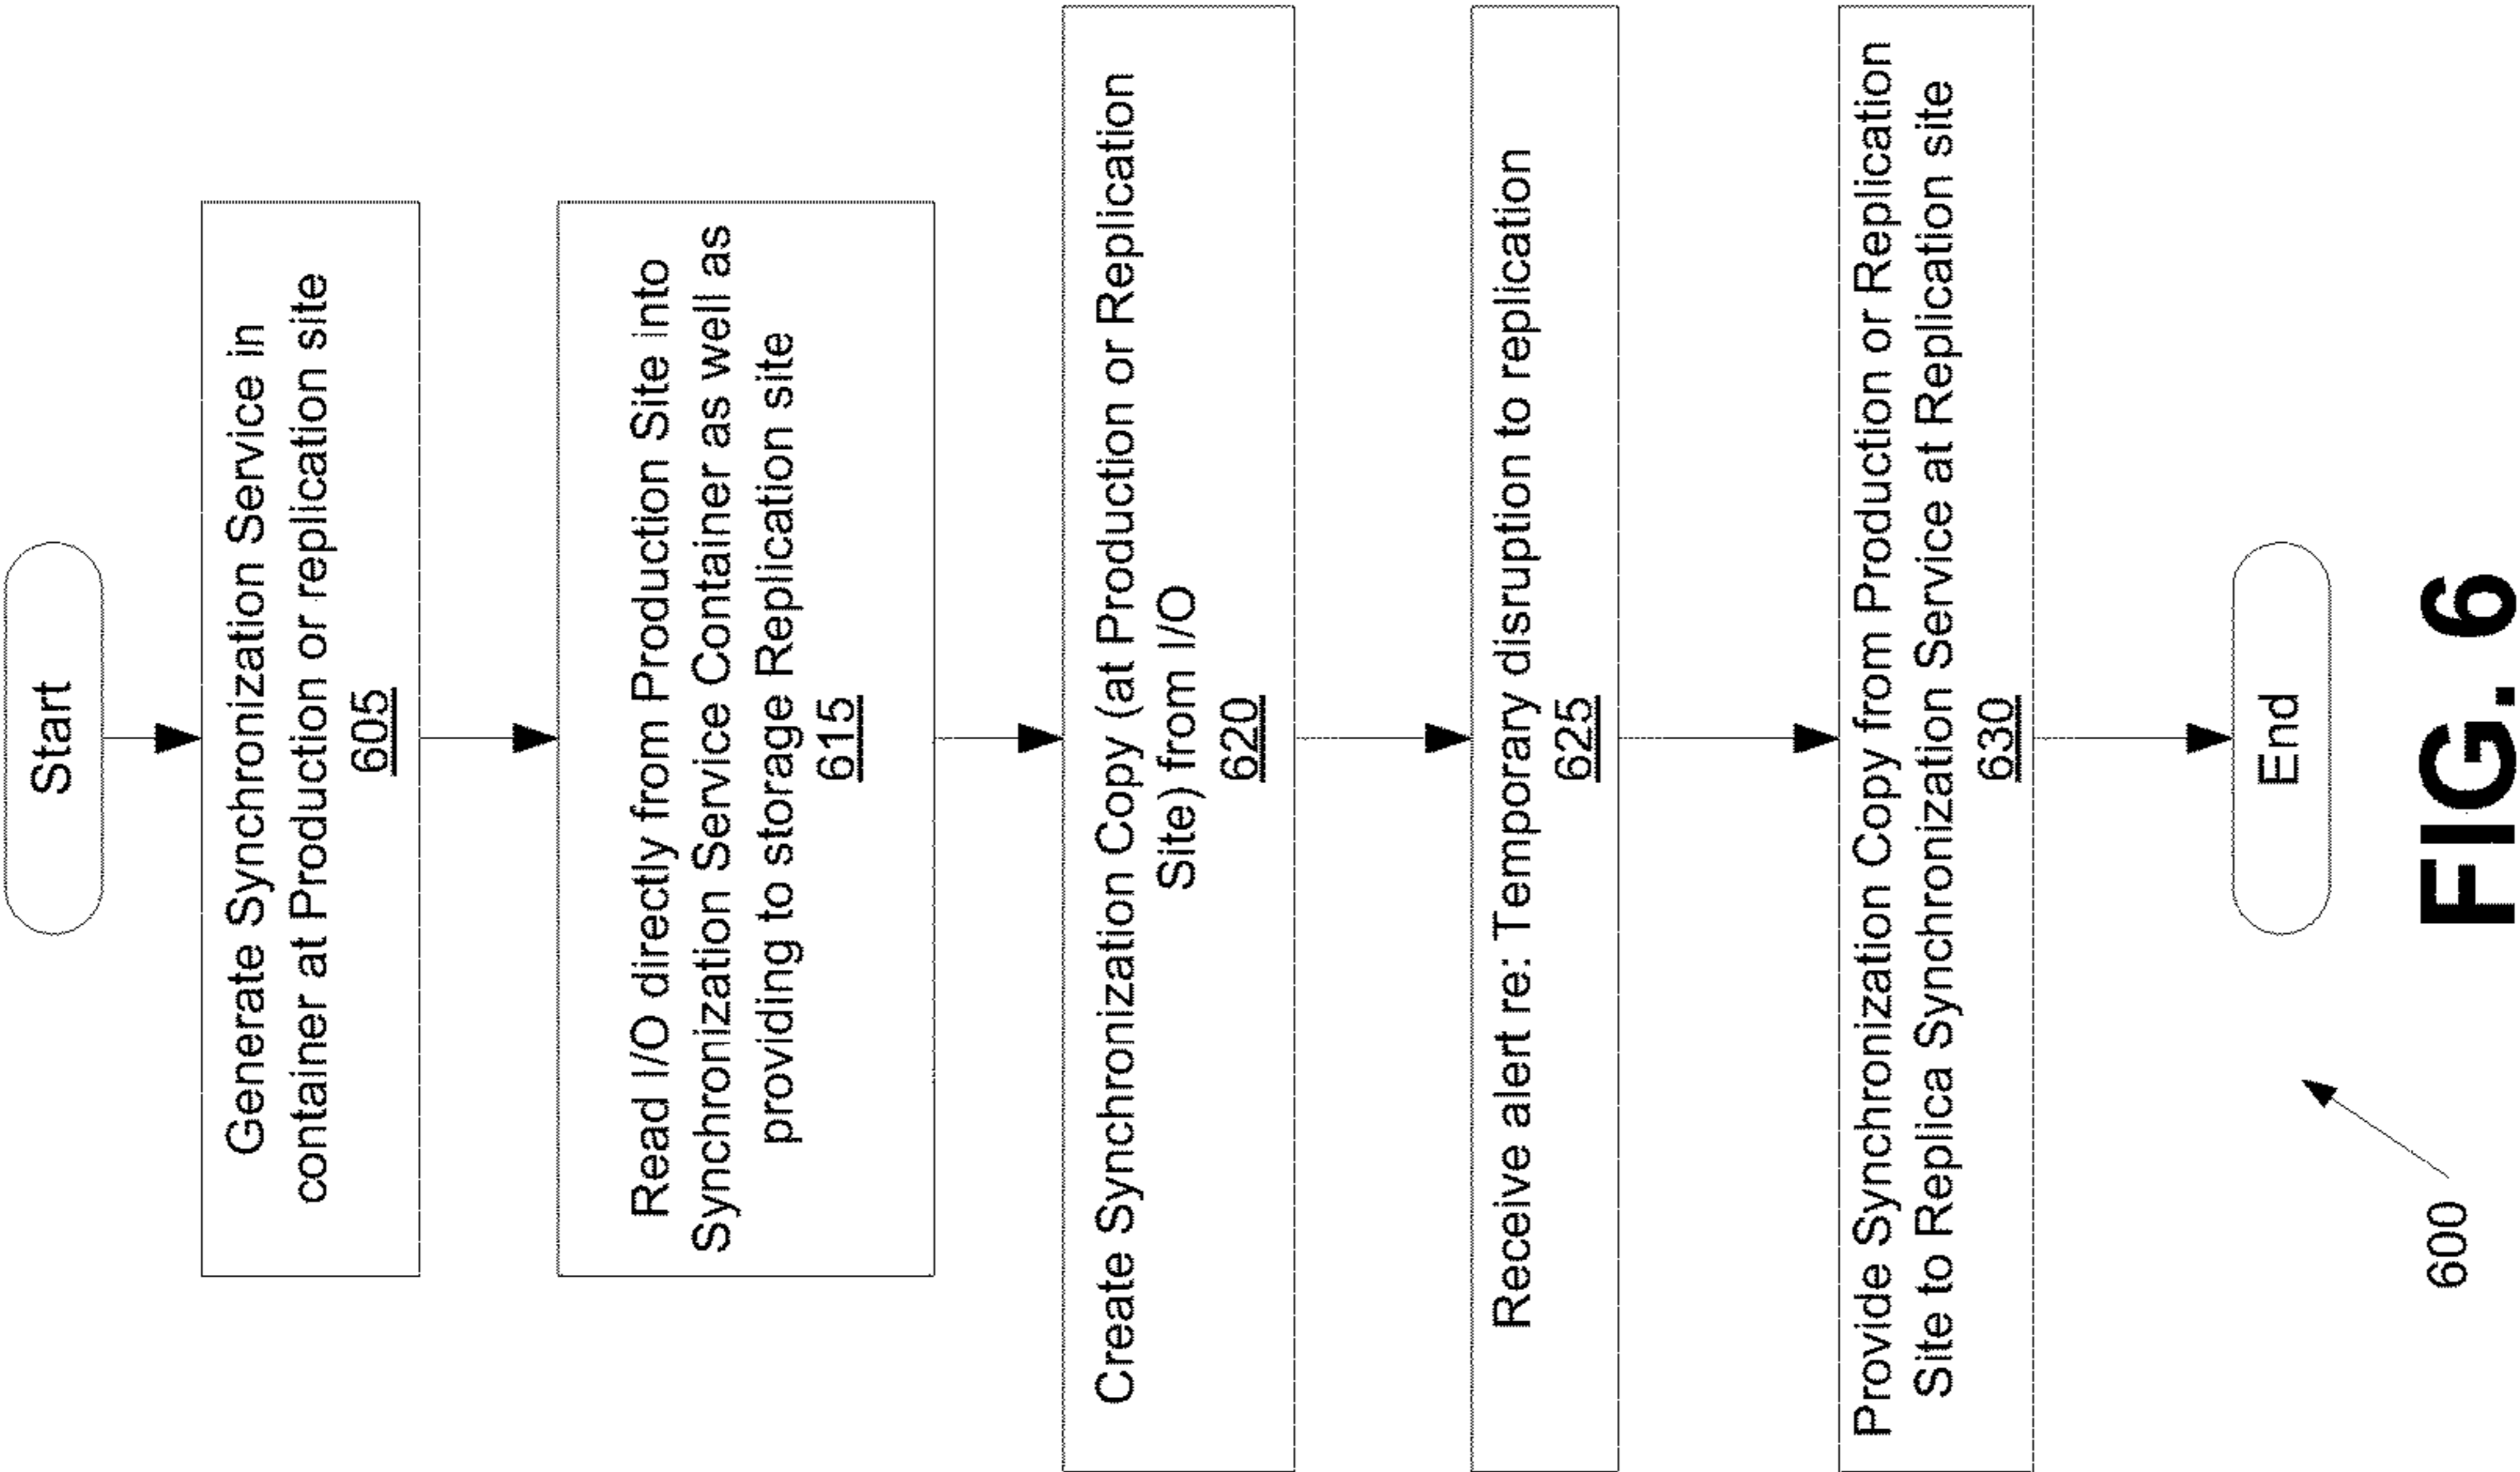 Start
Generate Synchronization Service in
container at Production or replication site
605
Read I/O directly from Production Site into
Synchronization Service Container as well as
providing to storage Replication site
615
Create Synchronization Copy (at Production or Replication
Site) from I/O
620
Receive alert re: Temporary disruption to replication
625
Provide Synchronization Copy from Production or Replication
Site to Replica Synchronization Service at Replication site
630
End
600
FIG. 6